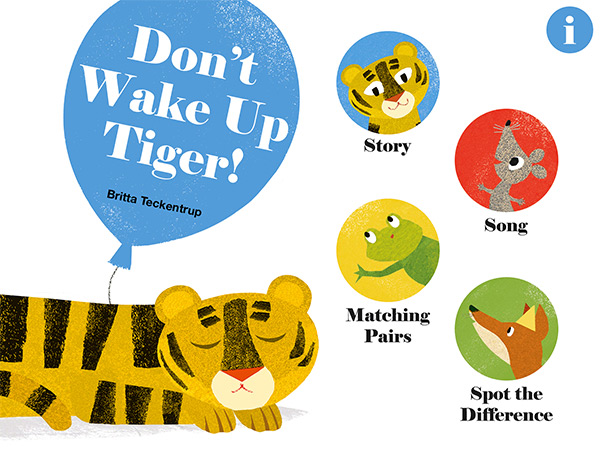 Don't
Wake Up
Tiger!
Britta Teckentrup
i
Story
Song
Matching
Pairs
Spot the
Difference